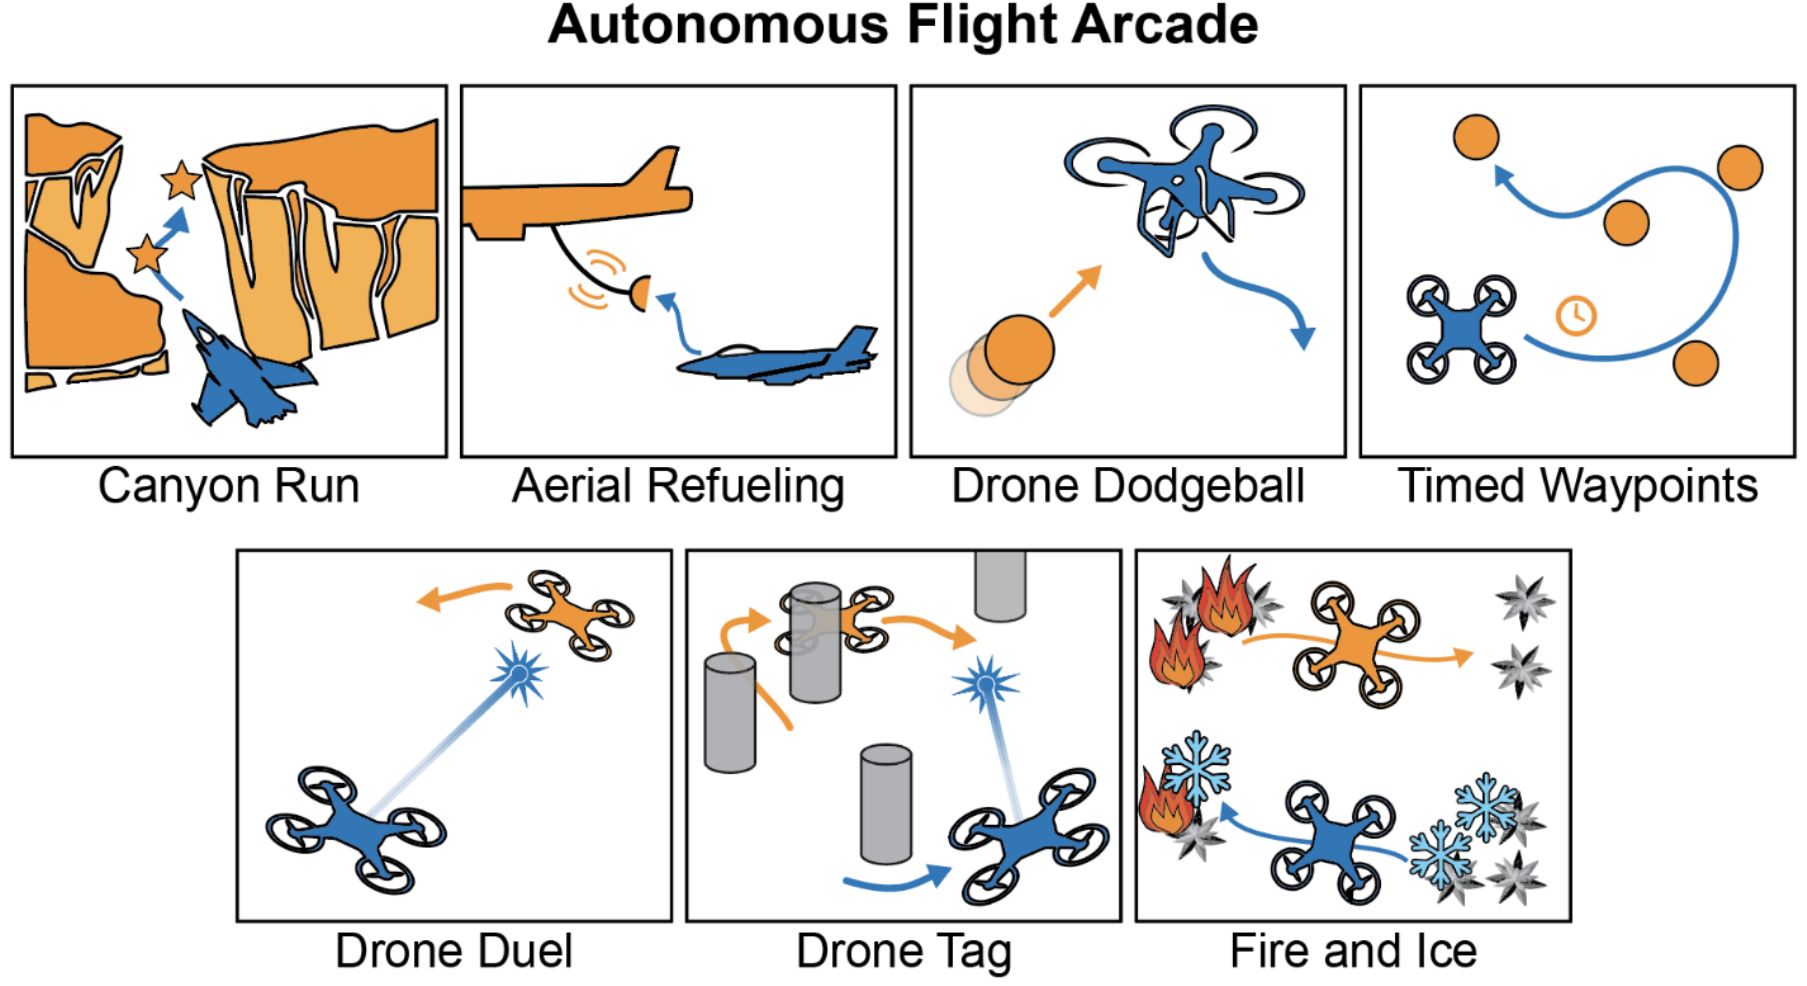 Autonomous Flight Arcade
Canyon Run
Aerial Refueling
Drone Dodgeball
Timed Waypoints
Drone Duel
Drone Tag
Fire and Ice